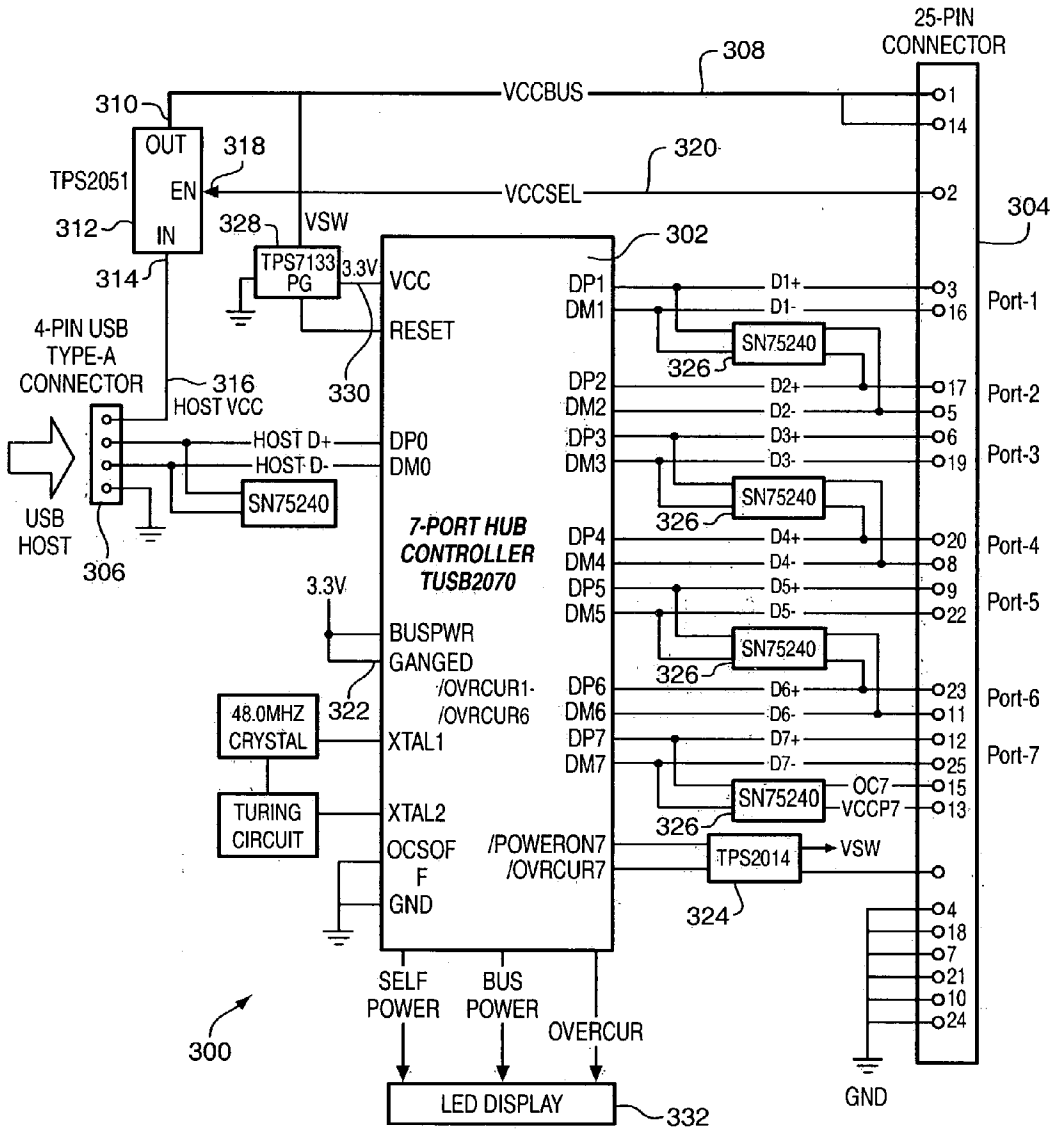 25-PIN
CONNECTOR
308
310
VCCBUS
1
14
OUT
318
320
TPS2051
EN
VCCSEL
2
312
IN
VSW
328
302
304
314
TPS7133
PG
3.3V
VCC
DP1
D1+
3
DM1
D1-
16
Port-1
RESET
4-PIN USB
TYPE-A
CONNECTOR
SN75240
326
316
HOST VCC
330
DP2
D2+
17
Port-2
DM2
D2-
5
HOST D+
DP0
DP3
D3+
6
Port-3
HOST D-
DM0
DM3
D3-
19
SN75240
SN75240
326
USB
HOST
306
7-PORT HUB
CONTROLLER
TUSB2070
DP4
D4+
20
Port-4
DM4
D4-
8
3.3V
DP5
D5+
9
Port-5
DM5
D5-
22
BUSPWR
SN75240
GANGED
326
322
/OVRCUR1-
/OVRCUR6
DP6
D6+
23
Port-6
DM6
D6-
11
48.0MHZ
CRYSTAL
XTAL1
DP7
D7+
12
Port-7
DM7
D7-
25
SN75240
OC7
15
VCCP7
13
326
TURING
CIRCUIT
XTAL2
/POWERON7
TPS2014
VSW
OCSOF
F
/OVRCUR7
GND
324
4
18
7
21
10
24
SELF
POWER
BUS
POWER
OVERCUR
300
GND
LED DISPLAY
332